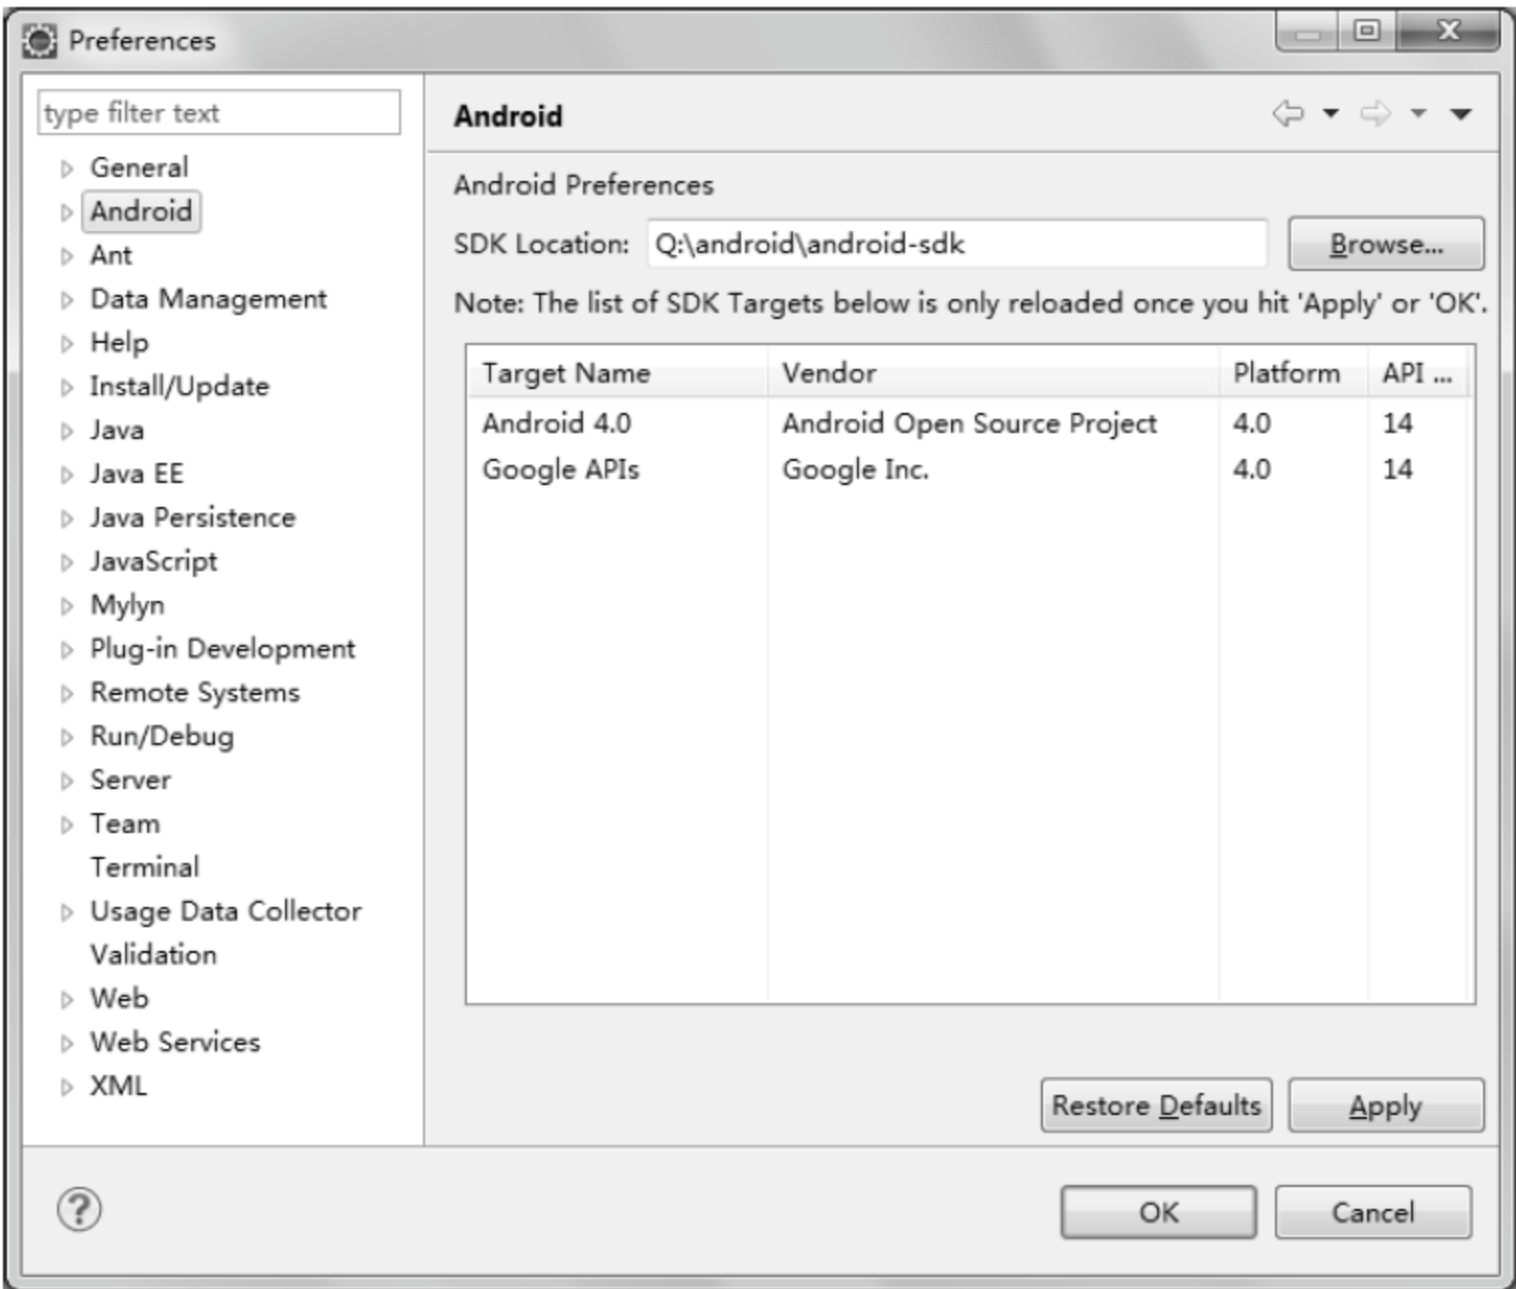 Preferences
type filter text
General
Android
Ant
Data Management
Help
Install/Update
Java
Java EE
Java Persistence
JavaScript
Mylyn
Plug-in Development
Remote Systems
Run/Debug
Server
Team
Terminal
Usage Data Collector
Validation
Web
Web Services
XML
Android
Android Preferences
SDK Location: Q:\android\android-sdk Browse...
Note: The list of SDK Targets below is only reloaded once you hit 'Apply' or 'OK'.
Target Name Vendor Platform API ...
Android 4.0 Android Open Source Project 4.0 14
Google APIs Google Inc. 4.0 14
Restore Defaults Apply
? OK Cancel